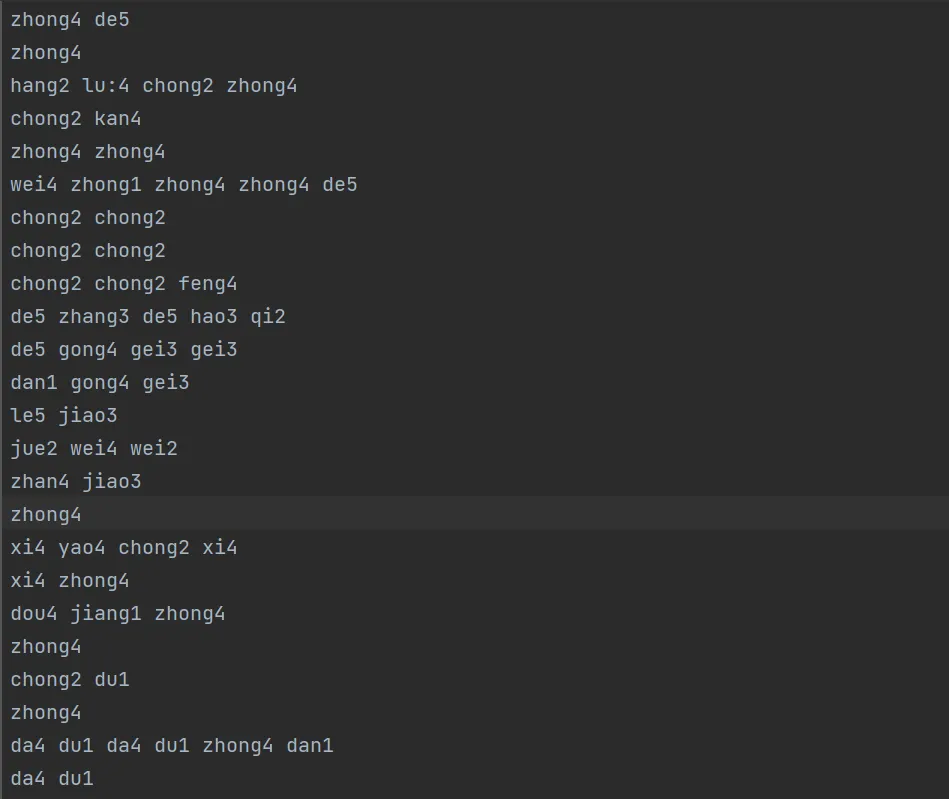 zhong4 de5
zhong4
hang2 lu:4 chong2 zhong4
chong2 kan4
zhong4 zhong4
wei4 zhong1 zhong4 zhong4 de5
chong2 chong2
chong2 chong2
chong2 chong2 feng4
de5 zhang3 de5 hao3 qi2
de5 gong4 gei3 gei3
dan1 gong4 gei3
le5 jiao3
jue2 wei4 wei2
zhan4 jiao3
zhong4
xi4 yao4 chong2 xi4
xi4 zhong4
dou4 jiang1 zhong4
zhong4
chong2 du1
zhong4
da4 du1 da4 du1 zhong4 dan1
da4 du1